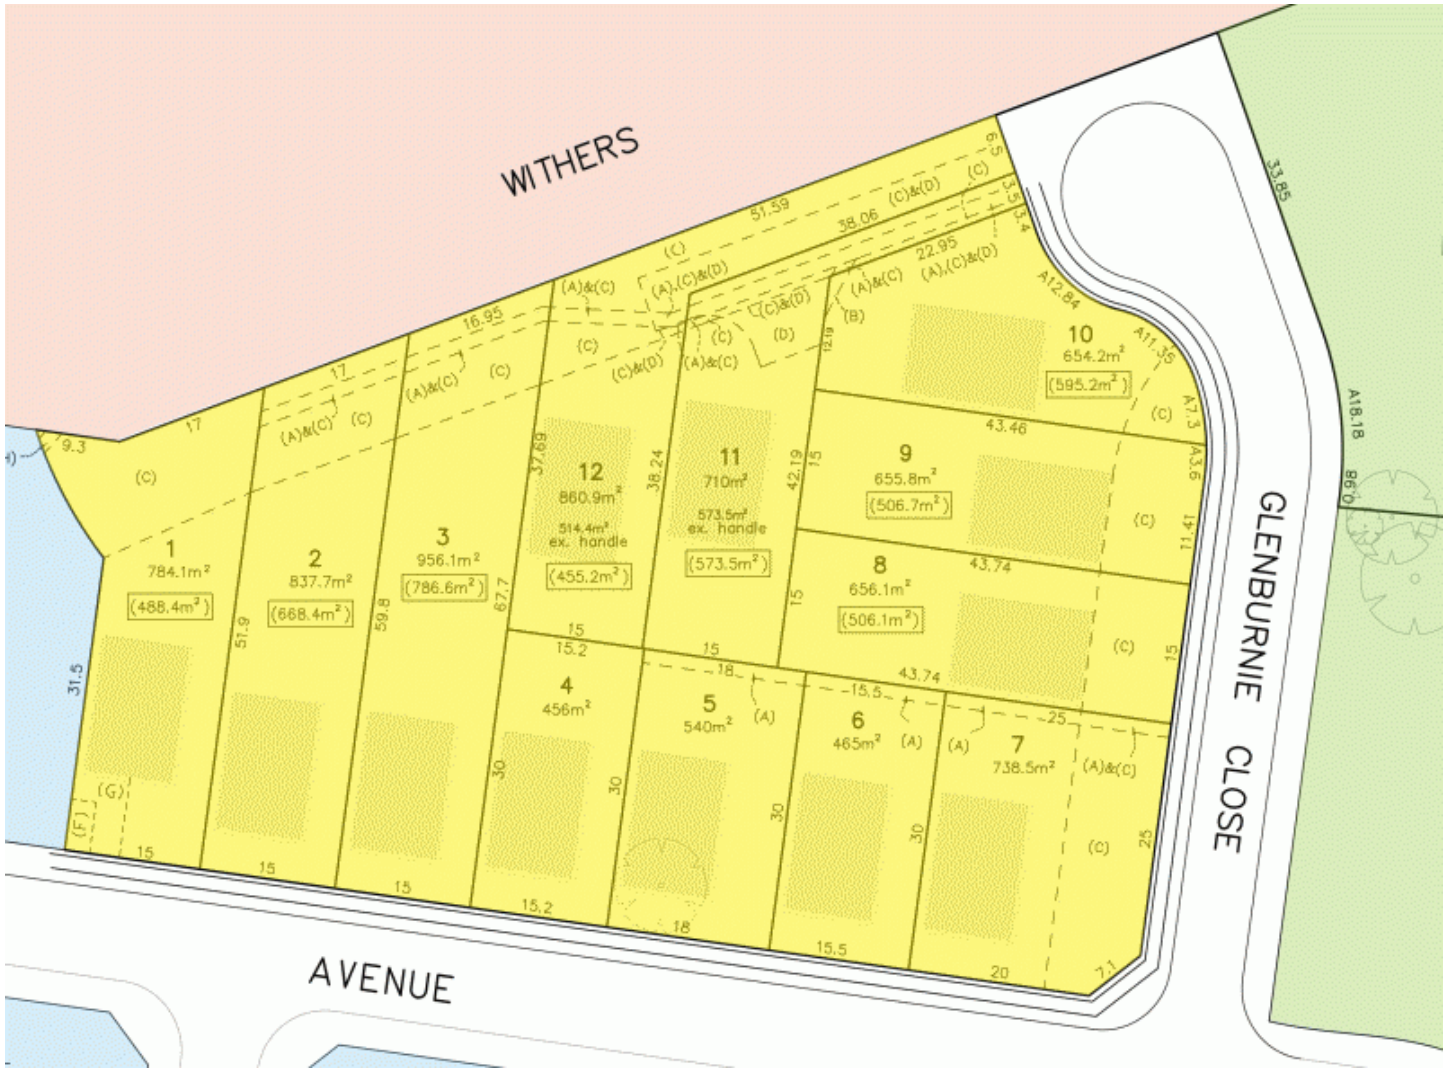 WITHERS
6.5
51.59
(C)
(C)&(D)
3.5
38.06
3.4
(C)
22.95
(A)&(C)
(A),(C)&(D)
(A)&(C)
(A),(C)&(D)
(C)&(D)
(B)
(D)
(C)
12.19
A12.84
33.85
16.95
17
17
9.3
(C)
(A)&(C)
(C)
(A)&(C)
(C)
(C)
(C)&(D)
(A)&(C)
10
654.2m²
(595.2m²)
A11.35
A7.3
(C)
A3.6
A18.18
0.98
43.46
9
655.8m²
(506.7m²)
15
(C)
11.41
43.74
8
656.1m²
(506.1m²)
15
(C)
15
43.74
11
710m²
573.5m²
ex. handle
(573.5m²)
42.19
15
38.24
12
860.9m²
514.4m²
ex. handle
(455.2m²)
37.69
15
67.7
3
956.1m²
(786.6m²)
59.8
15
2
837.7m²
(668.4m²)
51.9
15
1
784.1m²
(488.4m²)
31.5
(F)
(G)
15
15.2
4
456m²
30
15.2
18
5
540m²
(A)
30
18
15.5
6
465m²
(A)
30
15.5
25
7
738.5m²
(A)
(A)&(C)
(C)
30
25
20
7.1
GLENBURNIE CLOSE
AVENUE